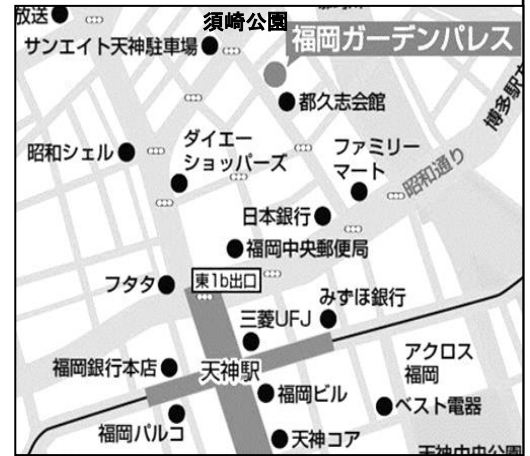 放送
須崎公園
サンエイト天神駐車場
福岡ガーデンパレス
都久志会館
博多駅方
昭和シェル
ダイエー
ショッパーズ
ファミリー
マート
昭和通り
日本銀行
福岡中央郵便局
フタタ
東1b出口
みずほ銀行
三菱UFJ
福岡銀行本店
天神駅
アクロス
福岡
福岡ビル
ベスト電器
福岡パルコ
天神コア
天神中央公園